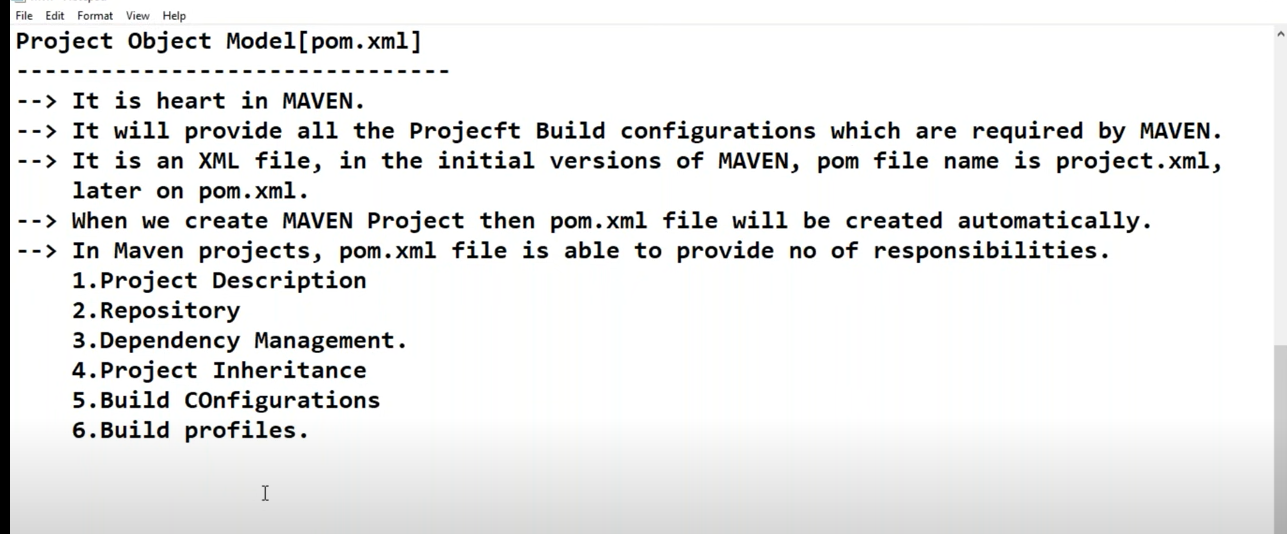 File Edit Format View Help
Project Object Model[pom.xml]
-------------------------------
--> It is heart in MAVEN.
--> It will provide all the Projecft Build configurations which are required by MAVEN.
--> It is an XML file, in the initial versions of MAVEN, pom file name is project.xml,
later on pom.xml.
--> When we create MAVEN Project then pom.xml file will be created automatically.
--> In Maven projects, pom.xml file is able to provide no of responsibilities.
1.Project Description
2.Repository
3.Dependency Management.
4.Project Inheritance
5.Build COnfigurations
6.Build profiles.